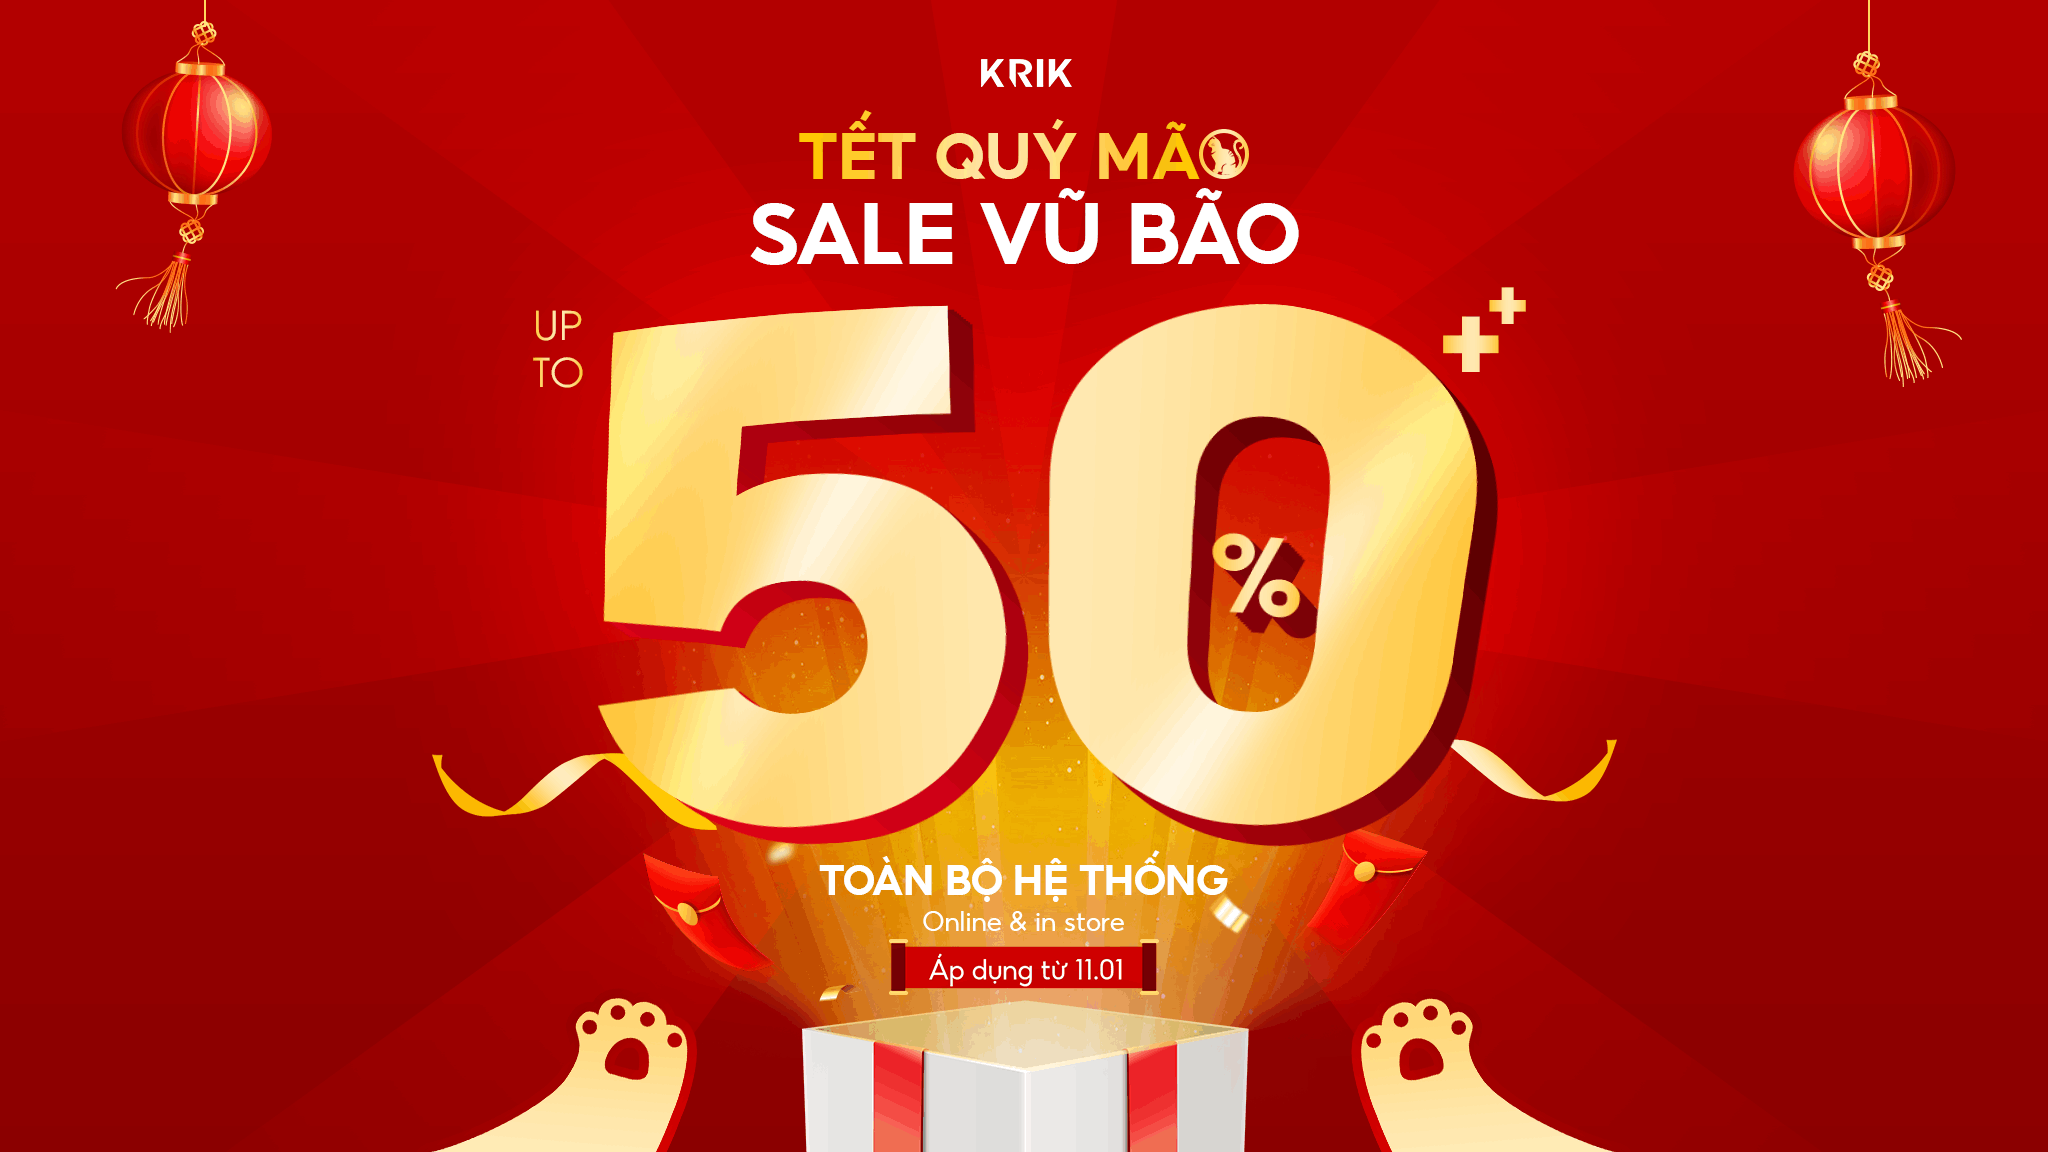 KRIK
TẾT QUÝ MÃO
SALE VŨ BÃO
UP
TO
50%
++
TOÀN BỘ HỆ THỐNG
Online & in store
Áp dụng từ 11.01